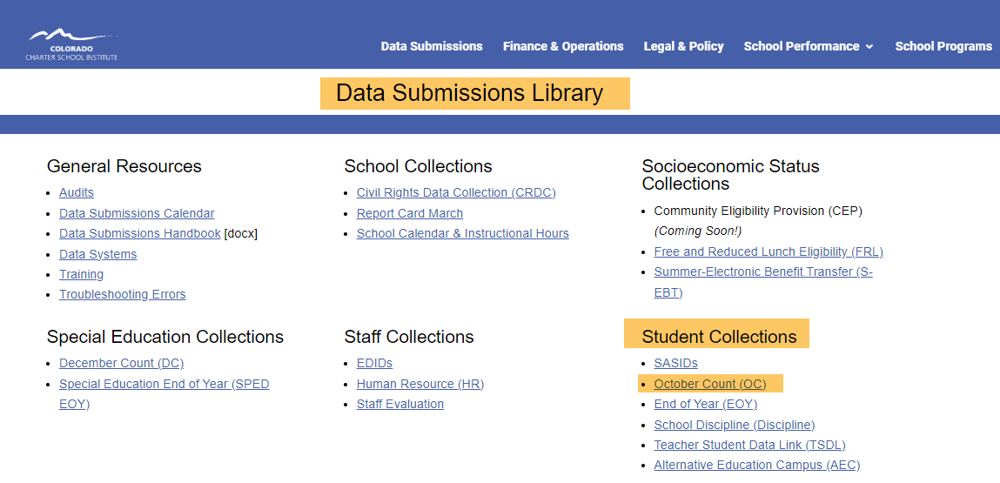 COLORADO
CHARTER SCHOOL INSTITUTE
Data Submissions Finance & Operations Legal & Policy School Performance School Programs
Data Submissions Library
General Resources
• Audits
• Data Submissions Calendar
• Data Submissions Handbook [docx]
• Data Systems
• Training
• Troubleshooting Errors
School Collections
• Civil Rights Data Collection (CRDC)
• Report Card March
• School Calendar & Instructional Hours
Socioeconomic Status
Collections
• Community Eligibility Provision (CEP)
(Coming Soon!)
• Free and Reduced Lunch Eligibility (FRL)
• Summer-Electronic Benefit Transfer (S-
EBT)
Special Education Collections
• December Count (DC)
• Special Education End of Year (SPED
EOY)
Staff Collections
• EDIDs
• Human Resource (HR)
• Staff Evaluation
Student Collections
• SASIDs
• October Count (OC)
• End of Year (EOY)
• School Discipline (Discipline)
• Teacher Student Data Link (TSDL)
• Alternative Education Campus (AEC)